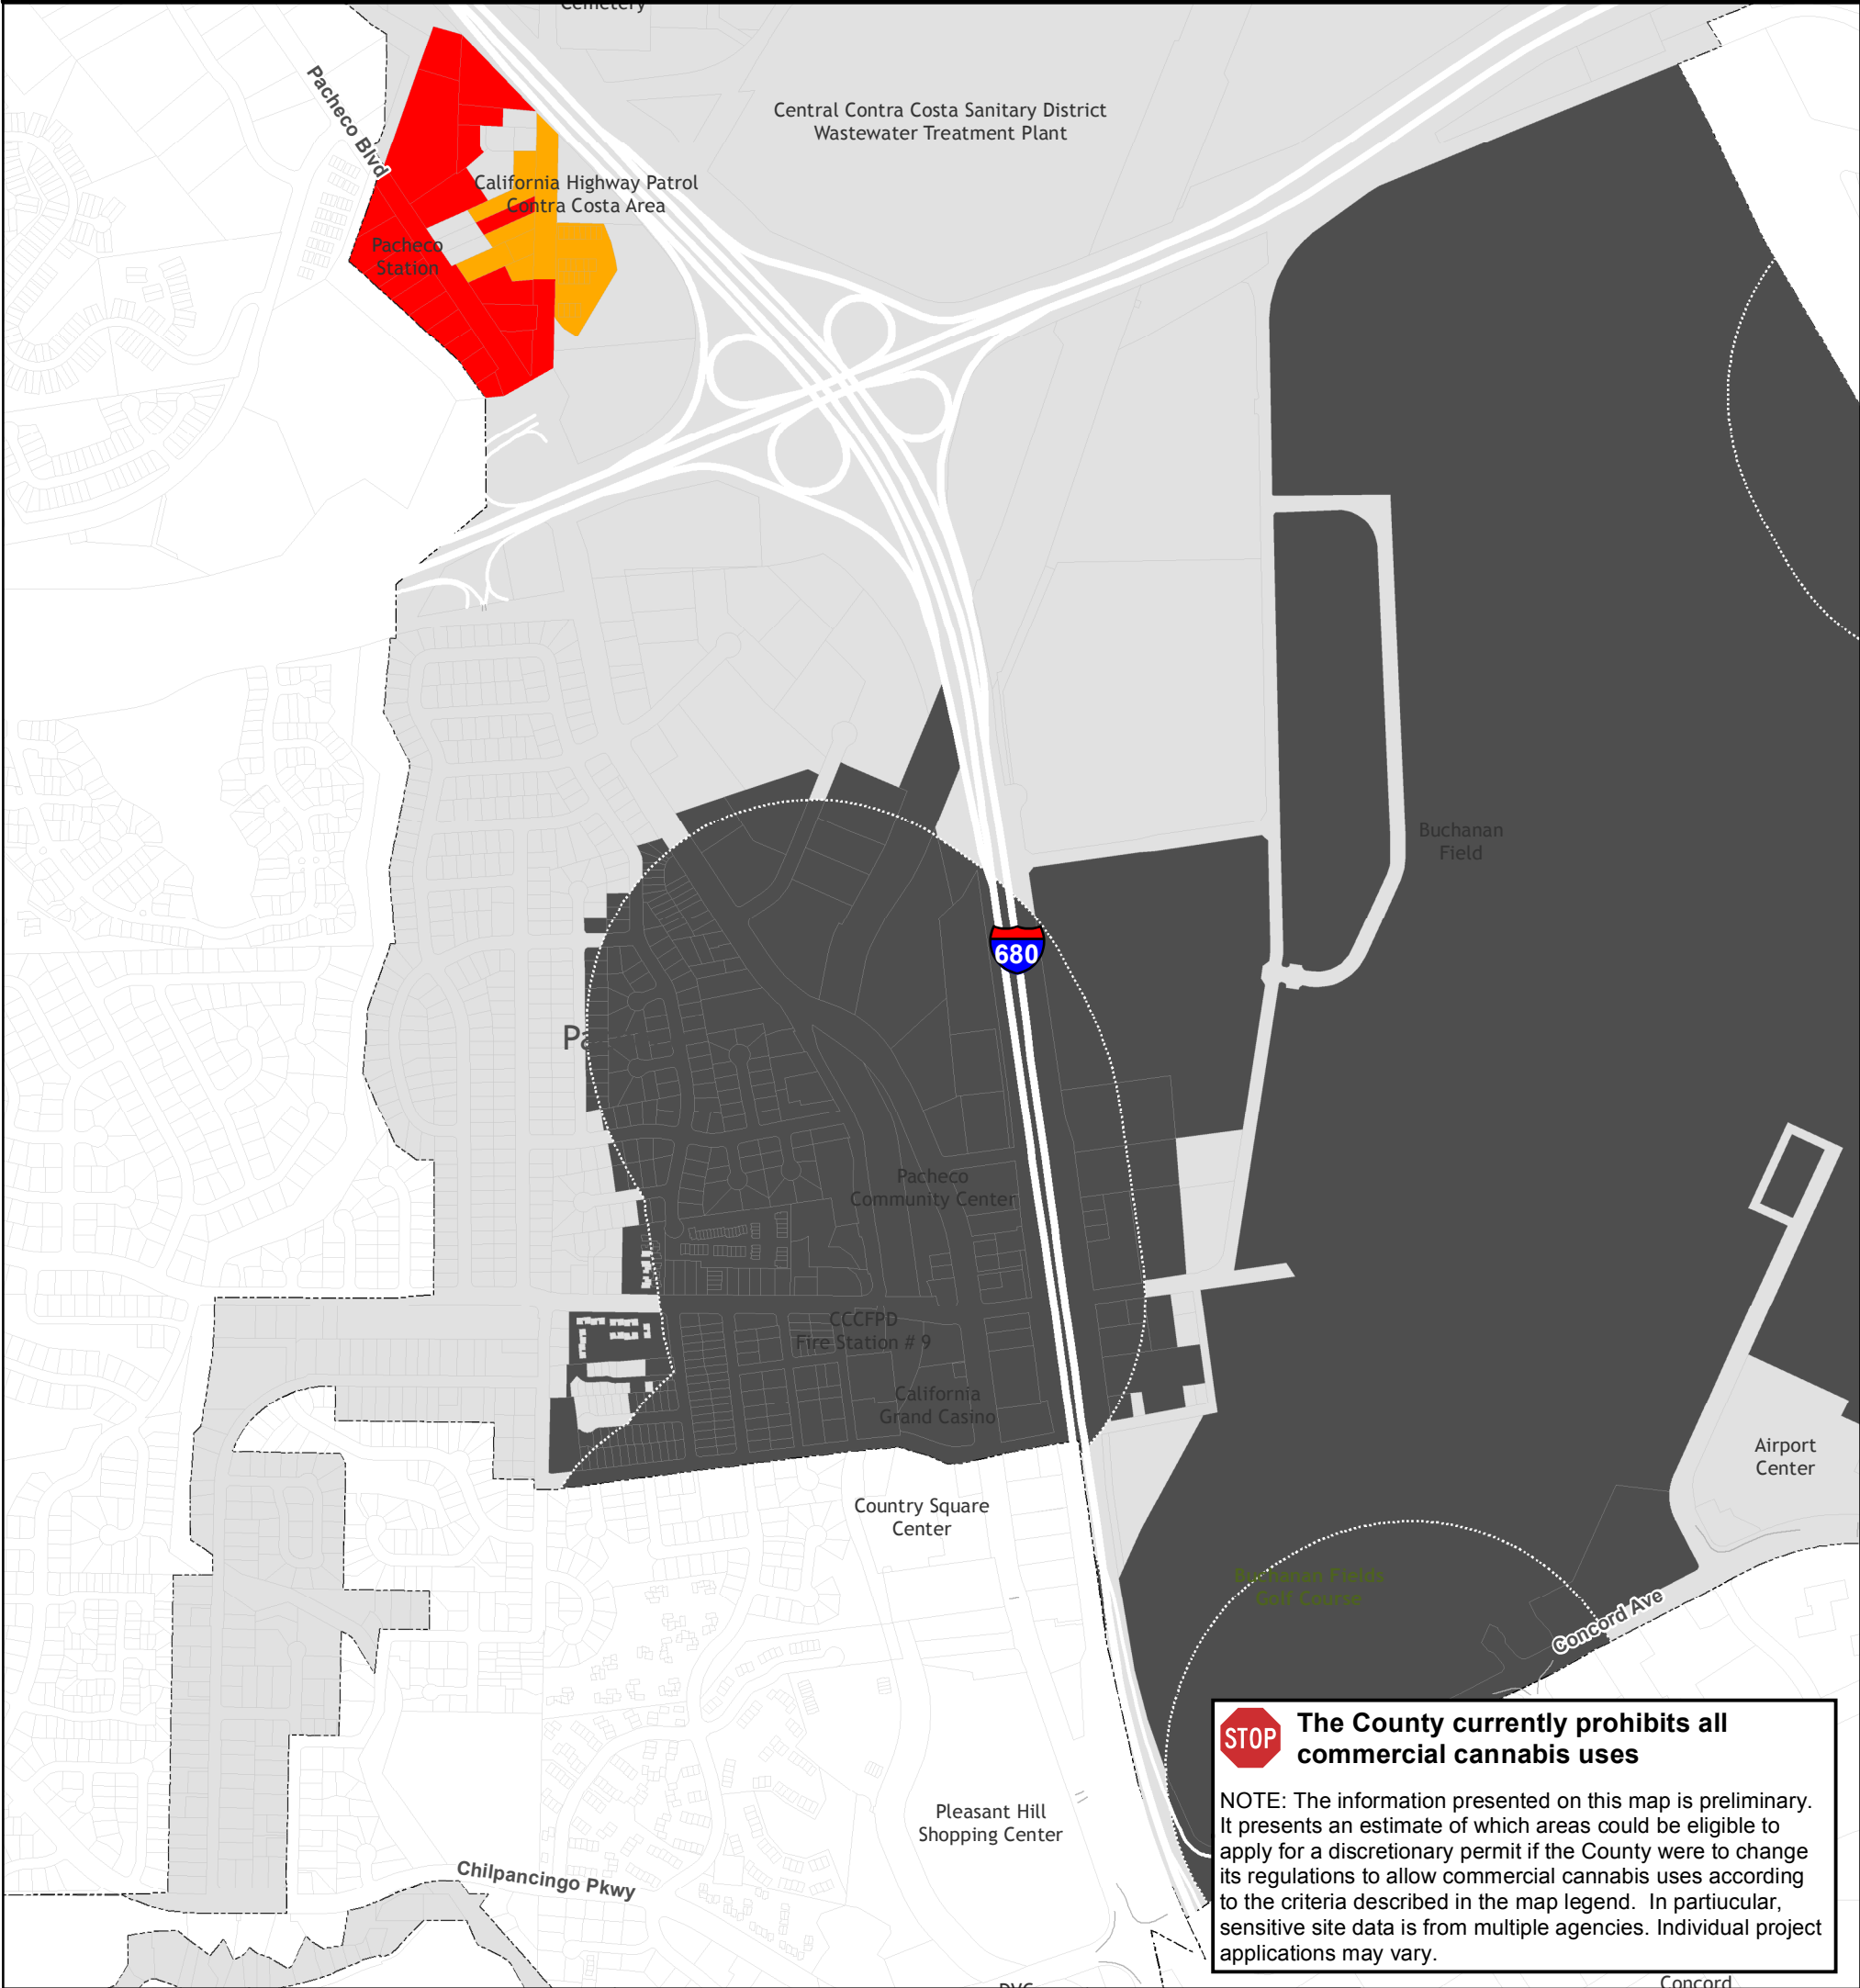 Cemetery
Pacheco Blvd
Central Contra Costa Sanitary District
Wastewater Treatment Plant
California Highway Patrol
Contra Costa Area
Pacheco
Station
Buchanan
Field
680
Pa
Pacheco
Community Center
CCCFPD
Fire Station # 9
California
Grand Casino
Airport
Center
Country Square
Center
Buchanan Fields
Golf Course
Concord Ave
Pleasant Hill
Shopping Center
Chilpancingo Pkwy
STOP
The County currently prohibits all
commercial cannabis uses
NOTE: The information presented on this map is preliminary.
It presents an estimate of which areas could be eligible to
apply for a discretionary permit if the County were to change
its regulations to allow commercial cannabis uses according
to the criteria described in the map legend. In partiucular,
sensitive site data is from multiple agencies. Individual project
applications may vary.
DVC
Concord